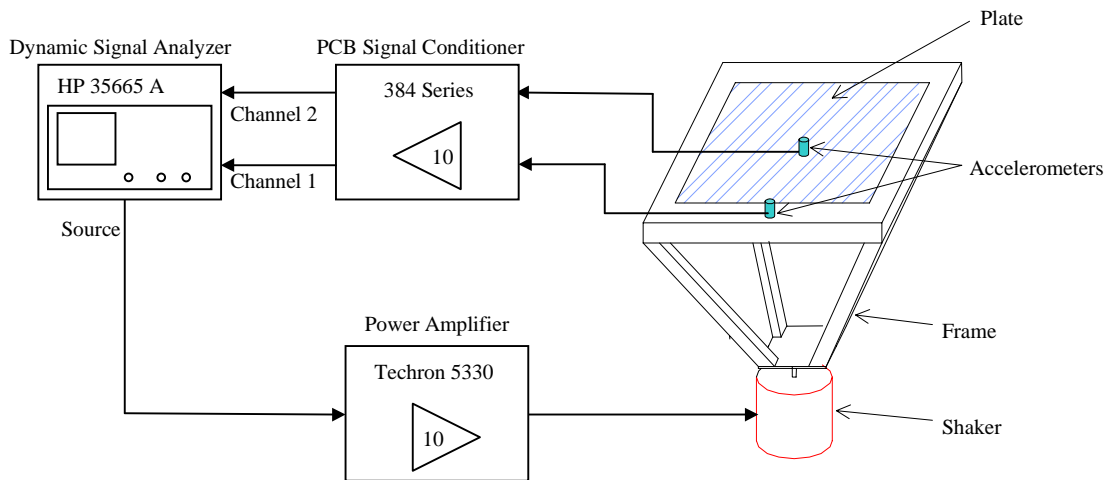 Plate
Dynamic Signal Analyzer
PCB Signal Conditioner
HP 35665 A
384 Series
Channel 2
10
Channel 1
Accelerometers
Source
Power Amplifier
Frame
Techron 5330
10
Shaker